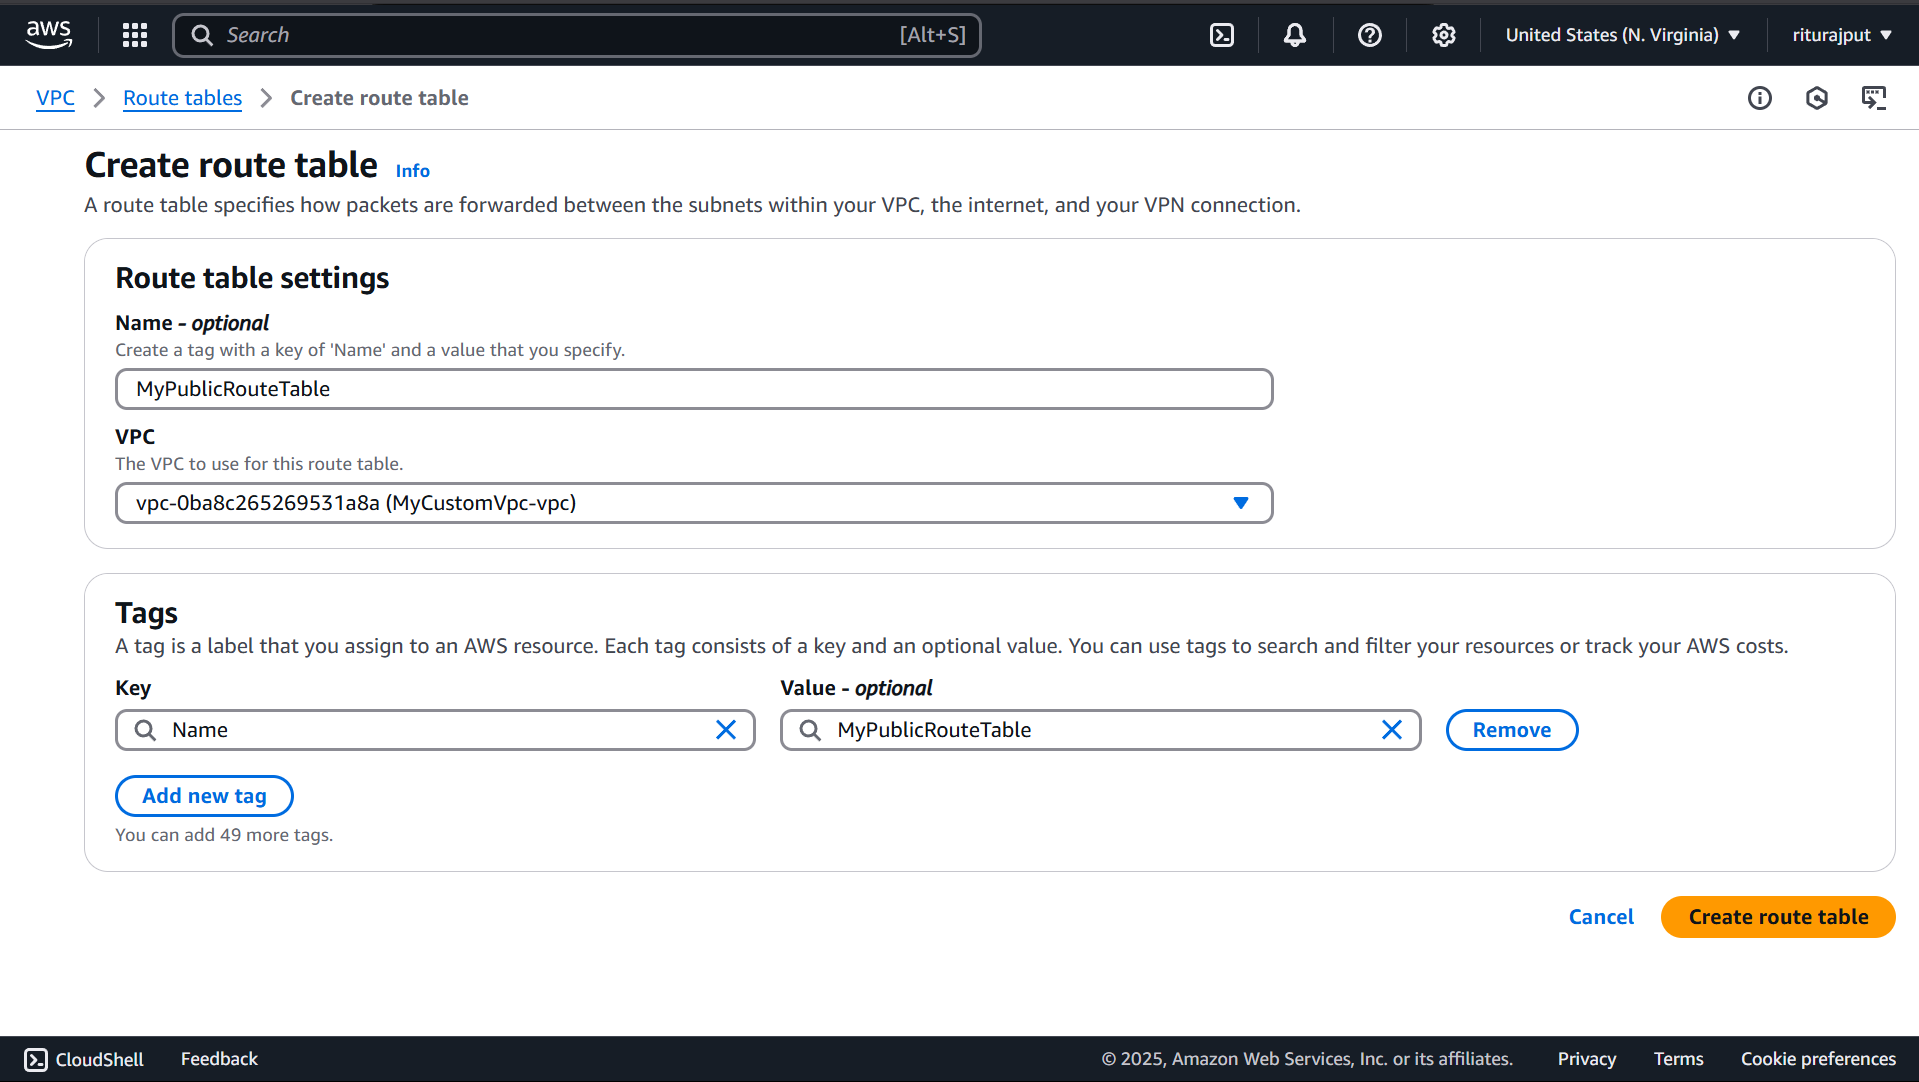 aws
Search [Alt+S]
United States (N. Virginia)
riturajput
VPC
Route tables
Create route table
Create route table Info
A route table specifies how packets are forwarded between the subnets within your VPC, the internet, and your VPN connection.
Route table settings
Name - optional
Create a tag with a key of 'Name' and a value that you specify.
MyPublicRouteTable
VPC
The VPC to use for this route table.
vpc-0ba8c265269531a8a (MyCustomVpc-vpc)
Tags
A tag is a label that you assign to an AWS resource. Each tag consists of a key and an optional value. You can use tags to search and filter your resources or track your AWS costs.
Key
Value - optional
Name
MyPublicRouteTable
Remove
Add new tag
You can add 49 more tags.
Cancel
Create route table
CloudShell
Feedback
© 2025, Amazon Web Services, Inc. or its affiliates.
Privacy
Terms
Cookie preferences